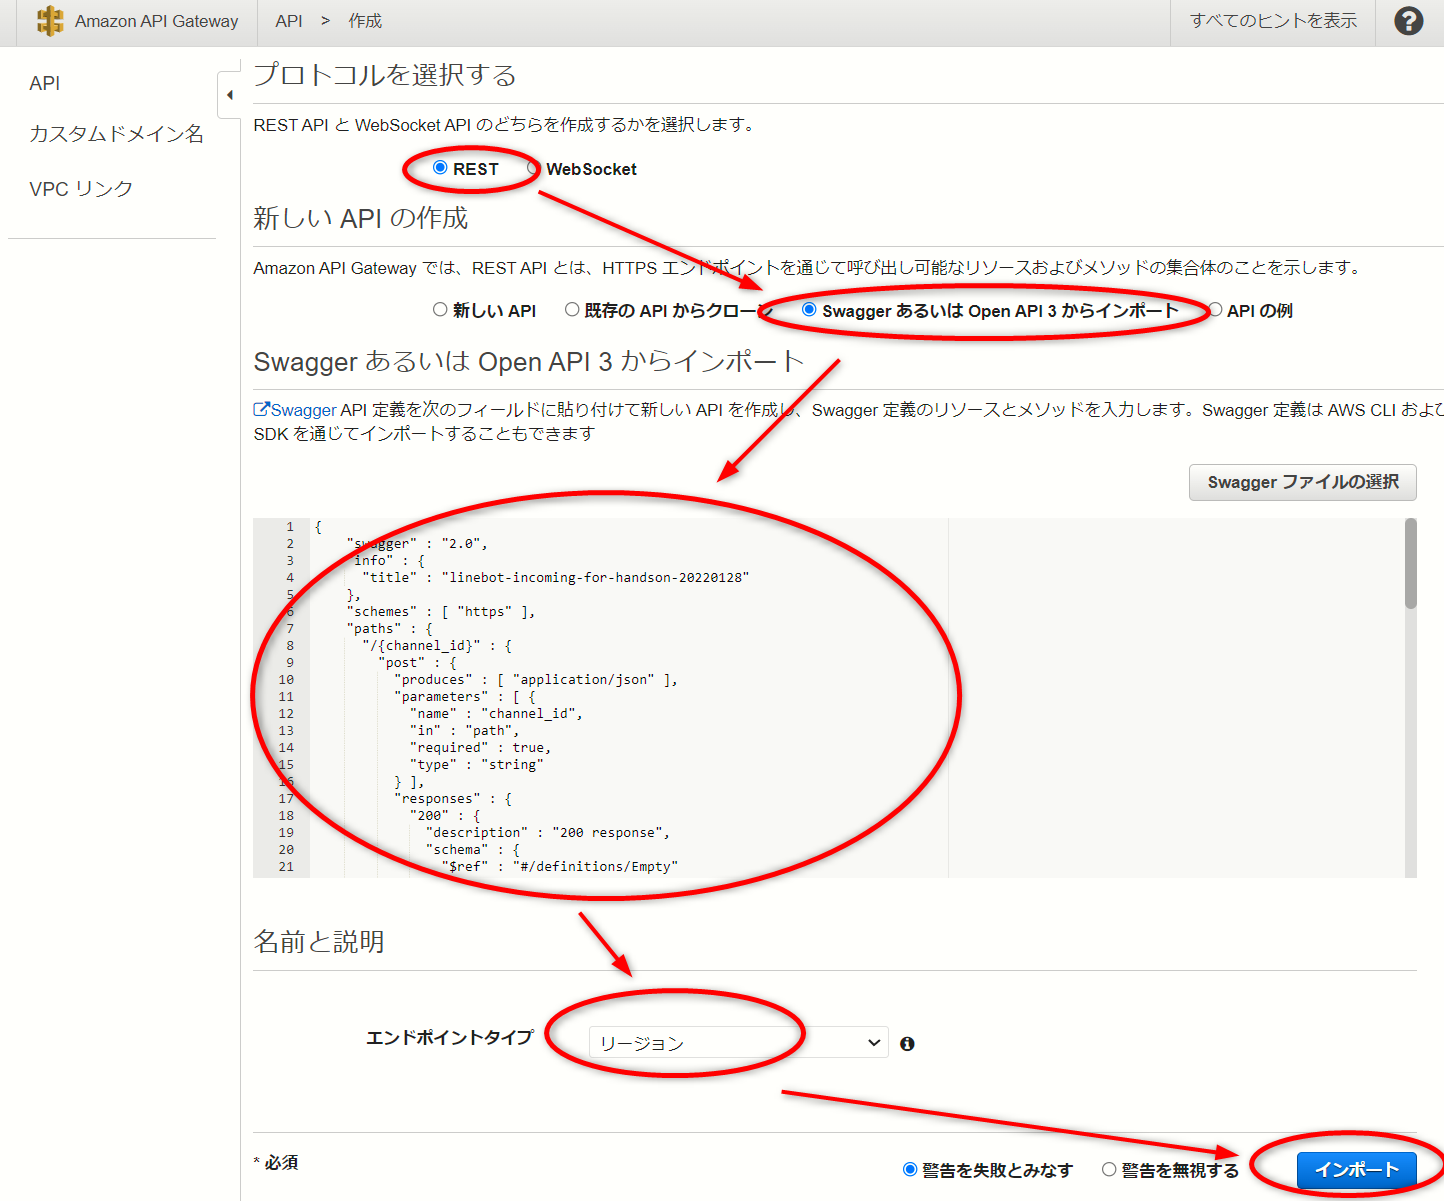 Amazon API Gateway API > 作成 すべてのヒントを表示
API
カスタムドメイン名
VPC リンク
プロトコルを選択する
REST API と WebSocket API のどちらを作成するかを選択します。
REST WebSocket
新しい API の作成
Amazon API Gateway では、REST API とは、HTTPS エンドポイントを通じて呼び出し可能なリソースおよびメソッドの集合体のことを示します。
新しい API 既存の API からクローン Swagger あるいは Open API 3 からインポート API の例
Swagger あるいは Open API 3 からインポート
Swagger API 定義を次のフィールドに貼り付けて新しい API を作成し、Swagger 定義のリソースとメソッドを入力します。Swagger 定義は AWS CLI および
SDK を通じてインポートすることもできます
Swagger ファイルの選択
1 {
2 "swagger" : "2.0",
3 "info" : {
4 "title" : "linebot-incoming-for-handson-20220128"
5 },
6 "schemes" : [ "https" ],
7 "paths" : {
8 "/{channel_id}" : {
9 "post" : {
10 "produces" : [ "application/json" ],
11 "parameters" : [ {
12 "name" : "channel_id",
13 "in" : "path",
14 "required" : true,
15 "type" : "string"
16 } ],
17 "responses" : {
18 "200" : {
19 "description" : "200 response",
20 "schema" : {
21 "$ref" : "#/definitions/Empty"
名前と説明
エンドポイントタイプ リージョン
* 必須 警告を失敗とみなす 警告を無視する インポート